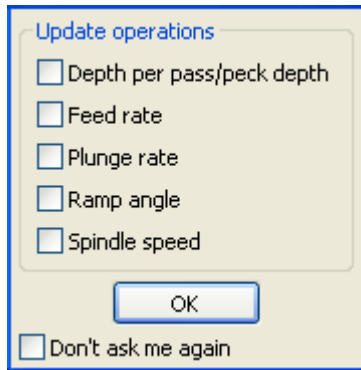 Update operations
Depth per pass/peck depth
Feed rate
Plunge rate
Ramp angle
Spindle speed
OK
Don't ask me again